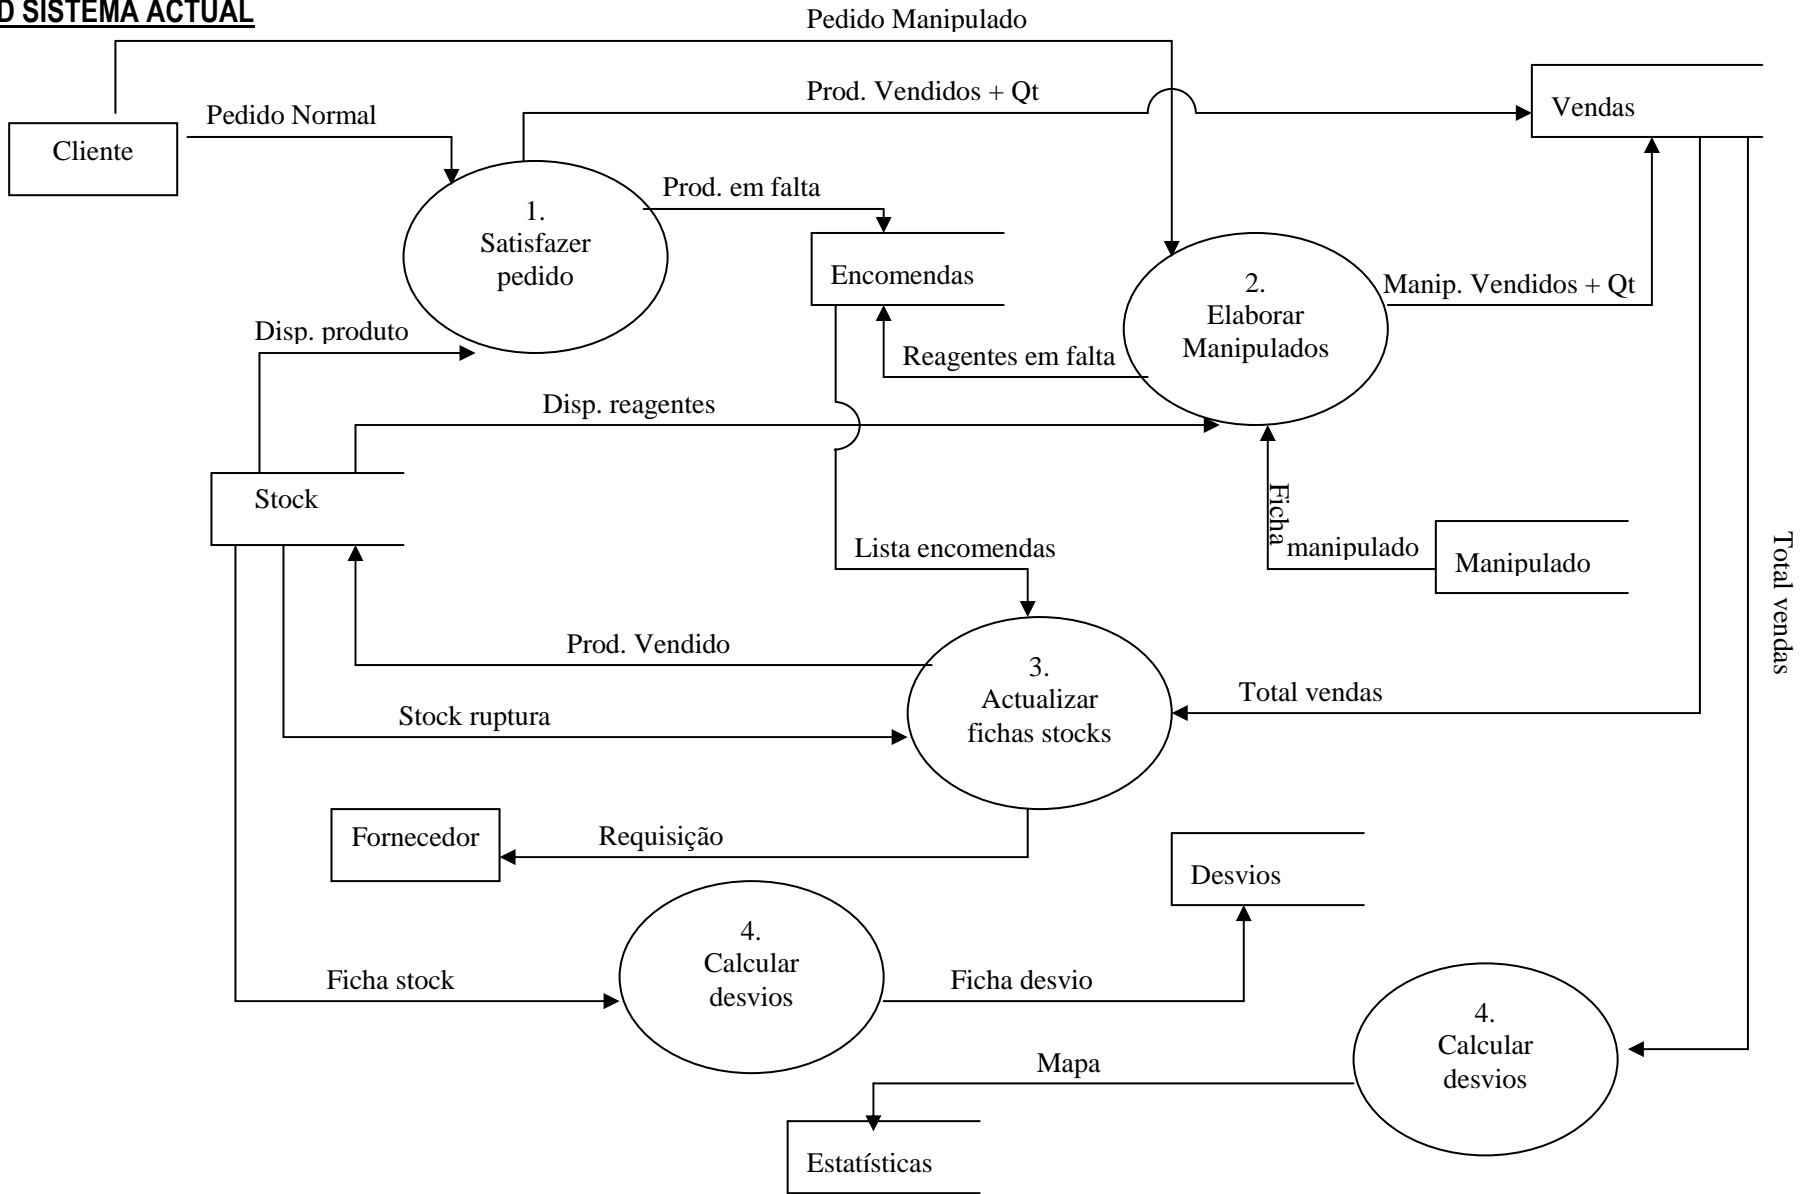 D SISTEMA ACTUAL
Pedido Manipulado
Prod. Vendidos + Qt
Vendas
Pedido Normal
Cliente
Prod. em falta
1.
Satisfazer
pedido
Encomendas
2.
Elaborar
Manipulados
Manip. Vendidos + Qt
Disp. produto
Reagentes em falta
Disp. reagentes
Stock
Ficha
manipulado
Manipulado
Lista encomendas
Total vendas
Prod. Vendido
3.
Actualizar
fichas stocks
Total vendas
Stock ruptura
Fornecedor
Requisição
Desvios
4.
Calcular
desvios
Ficha stock
Ficha desvio
4.
Calcular
desvios
Mapa
Estatísticas